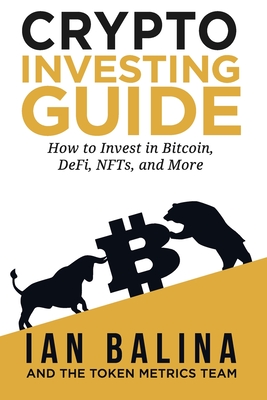 CRYPTO
INVESTING
GUIDE
How to Invest in Bitcoin,
DeFi, NFTs, and More
IAN BALINA
AND THE TOKEN METRICS TEAM